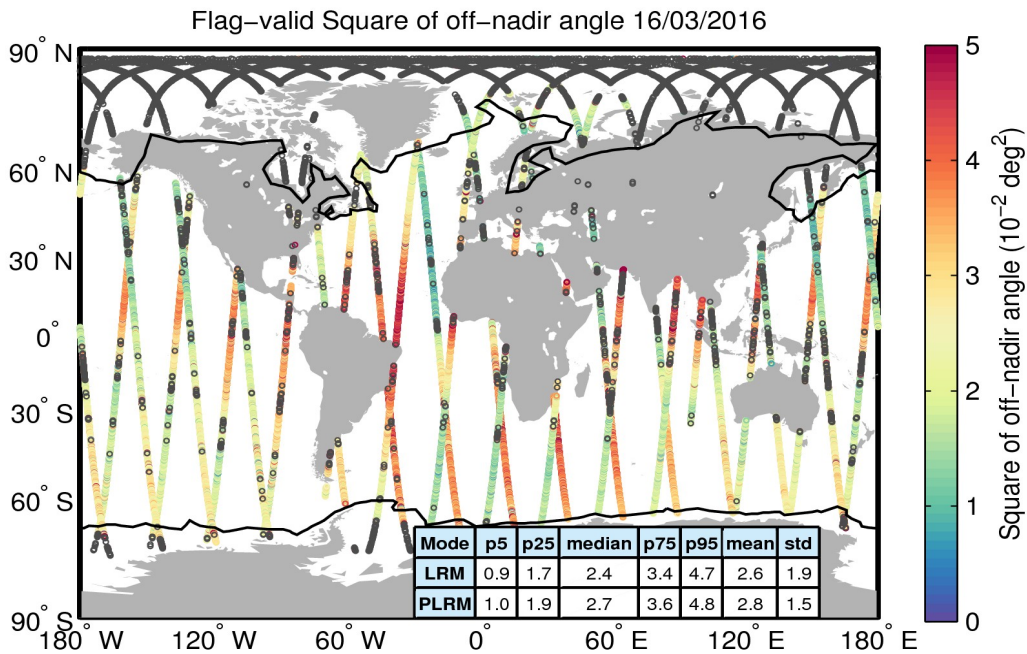 Flag−valid Square of off−nadir angle 16/03/2016
90° N
60° N
30° N
0°
30° S
60° S
90° S
180° W
120° W
60° W
0°
60° E
120° E
180° E
5
4
3
2
1
0
Square of off−nadir angle (10⁻² deg²)
Mode p5 p25 median p75 p95 mean std
LRM 0.9 1.7 2.4 3.4 4.7 2.6 1.9
PLRM 1.0 1.9 2.7 3.6 4.8 2.8 1.5